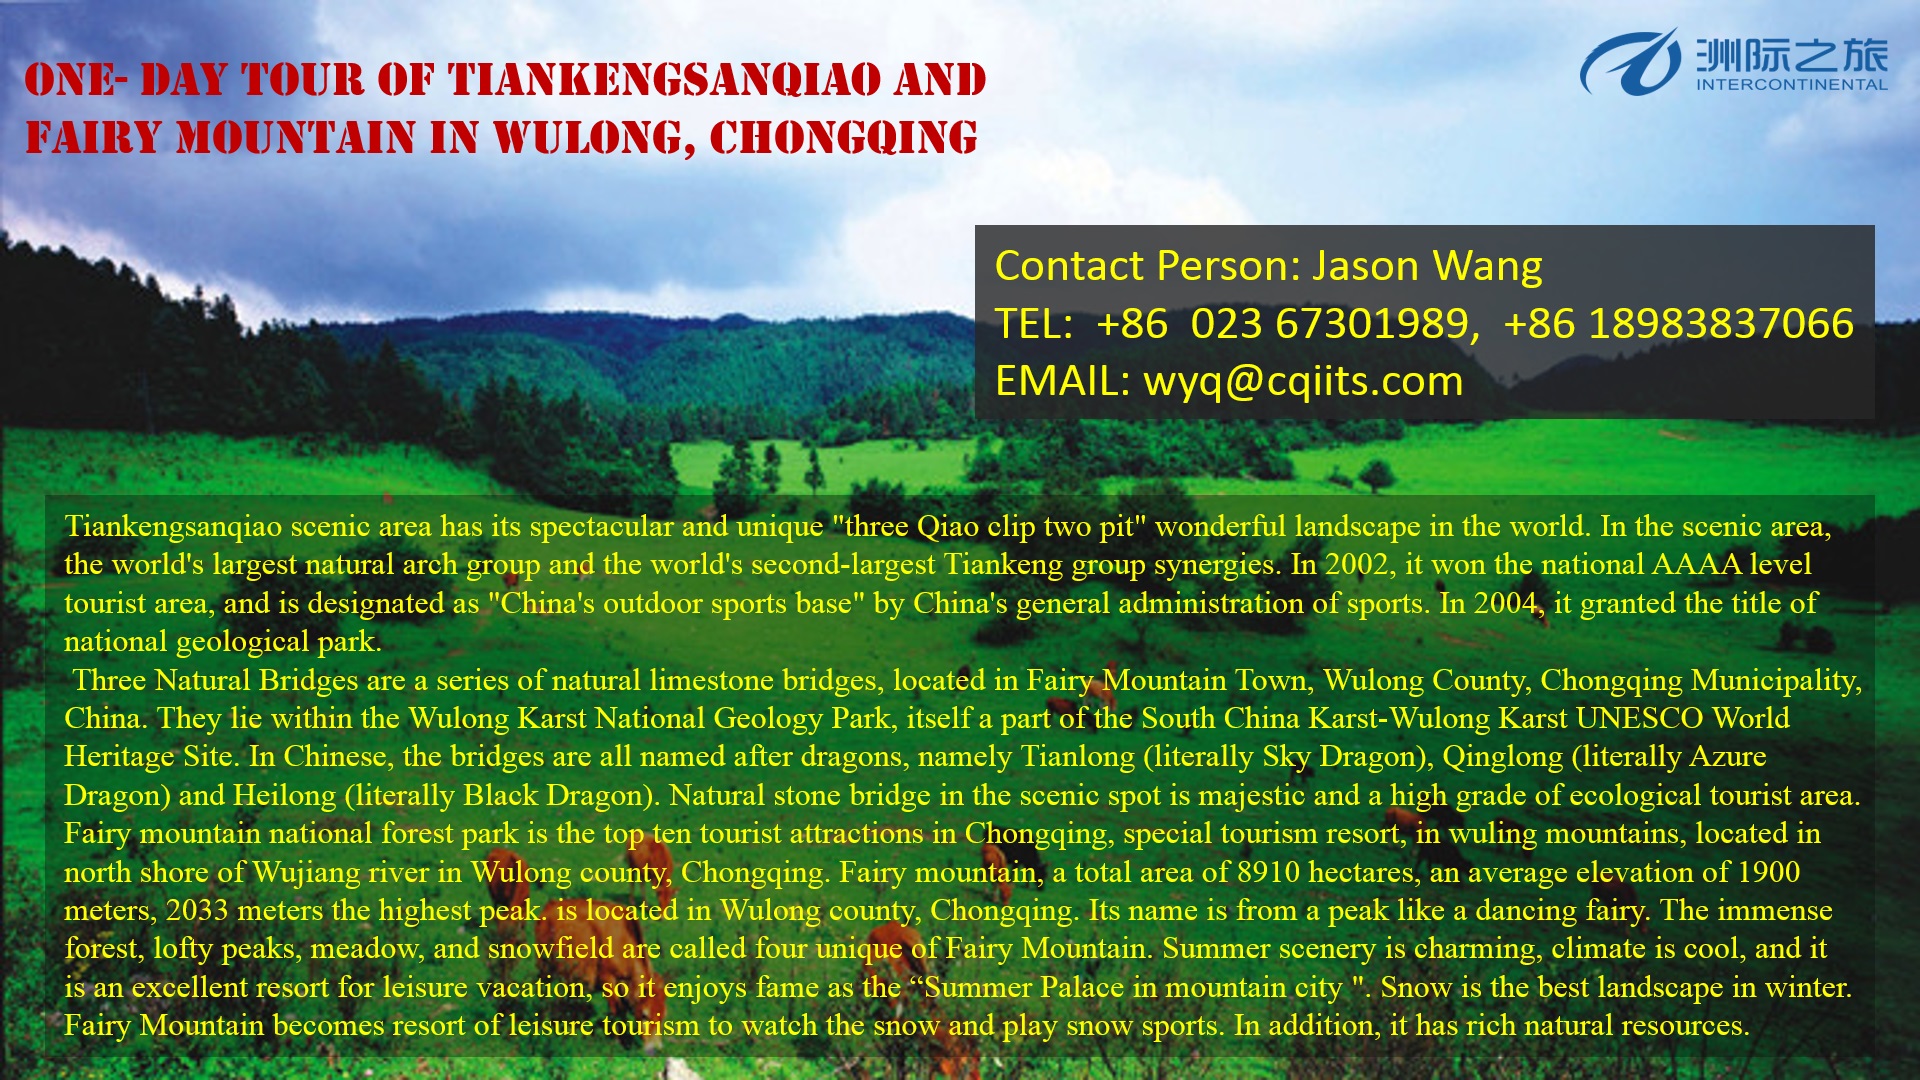 ONE- DAY TOUR OF TIANKENGSANQIAO AND
FAIRY MOUNTAIN IN WULONG, CHONGQING
洲际之旅
INTERCONTINENTAL
Contact Person: Jason Wang
TEL:  +86  023 67301989,  +86 18983837066
EMAIL: wyq@cqiits.com
Tiankengsanqiao scenic area has its spectacular and unique "three Qiao clip two pit" wonderful landscape in the world. In the scenic area,
the world's largest natural arch group and the world's second-largest Tiankeng group synergies. In 2002, it won the national AAAA level
tourist area, and is designated as "China's outdoor sports base" by China's general administration of sports. In 2004, it granted the title of
national geological park.
Three Natural Bridges are a series of natural limestone bridges, located in Fairy Mountain Town, Wulong County, Chongqing Municipality,
China. They lie within the Wulong Karst National Geology Park, itself a part of the South China Karst-Wulong Karst UNESCO World
Heritage Site. In Chinese, the bridges are all named after dragons, namely Tianlong (literally Sky Dragon), Qinglong (literally Azure
Dragon) and Heilong (literally Black Dragon). Natural stone bridge in the scenic spot is majestic and a high grade of ecological tourist area.
Fairy mountain national forest park is the top ten tourist attractions in Chongqing, special tourism resort, in wuling mountains, located in
north shore of Wujiang river in Wulong county, Chongqing. Fairy mountain, a total area of 8910 hectares, an average elevation of 1900
meters, 2033 meters the highest peak. is located in Wulong county, Chongqing. Its name is from a peak like a dancing fairy. The immense
forest, lofty peaks, meadow, and snowfield are called four unique of Fairy Mountain. Summer scenery is charming, climate is cool, and it
is an excellent resort for leisure vacation, so it enjoys fame as the “Summer Palace in mountain city ". Snow is the best landscape in winter.
Fairy Mountain becomes resort of leisure tourism to watch the snow and play snow sports. In addition, it has rich natural resources.